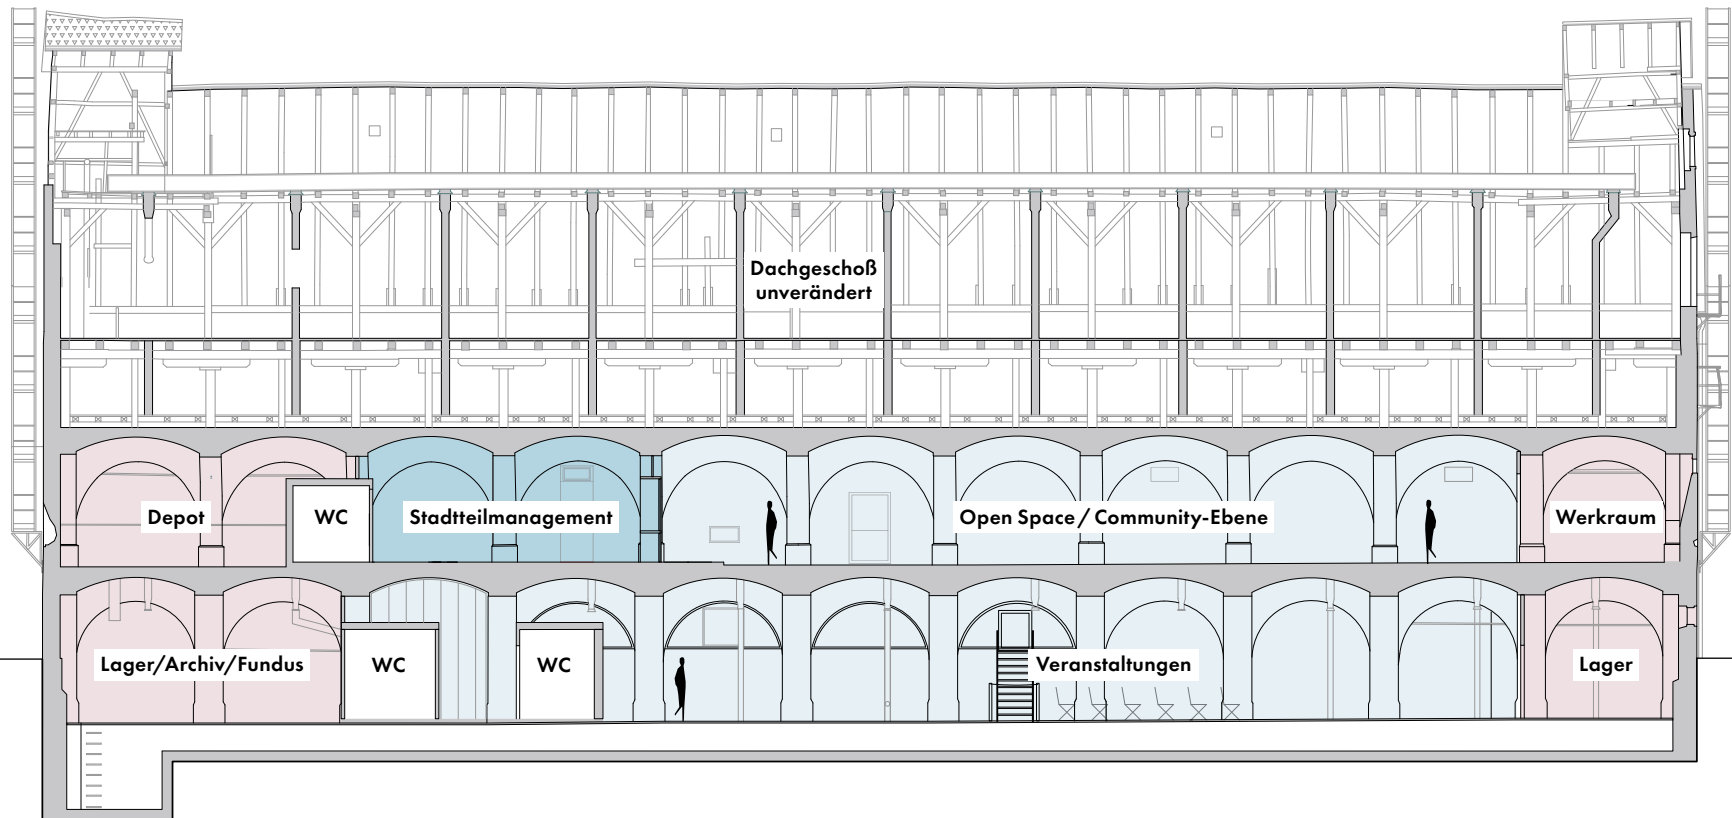 Dachgeschoß
unverändert
Depot
WC
Stadtteilmanagement
Open Space / Community-Ebene
Werkraum
Lager/Archiv/Fundus
WC
WC
Veranstaltungen
Lager